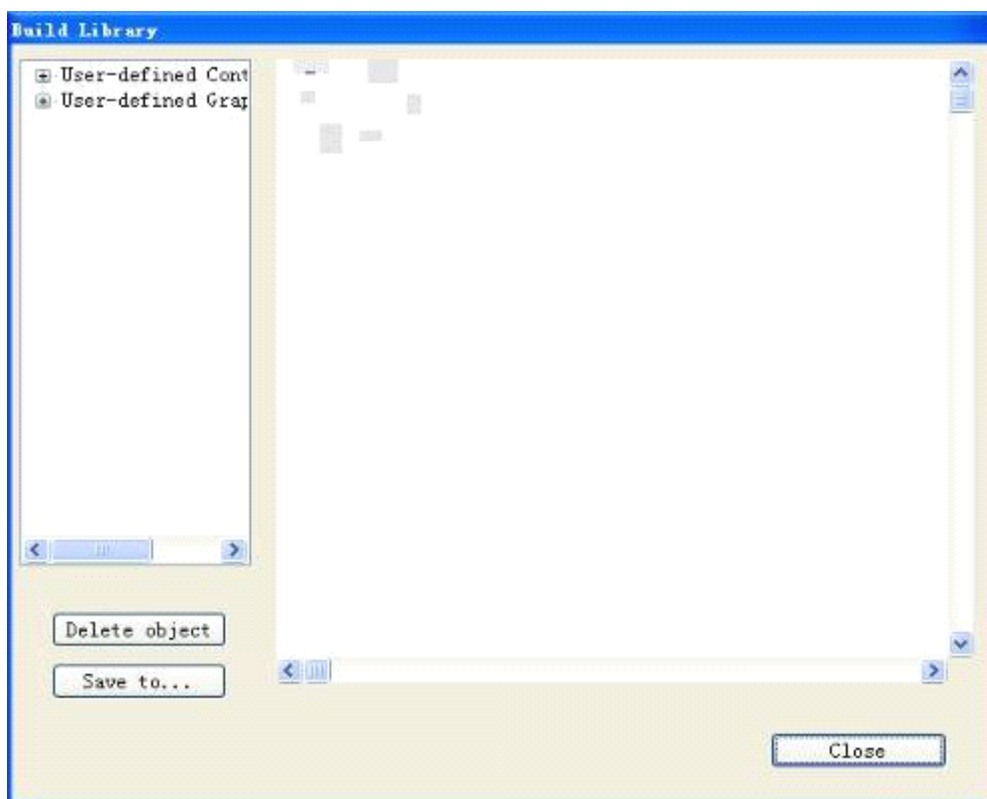 Build Library
User-defined Cont
User-defined Grap
Delete object
Save to...
Close